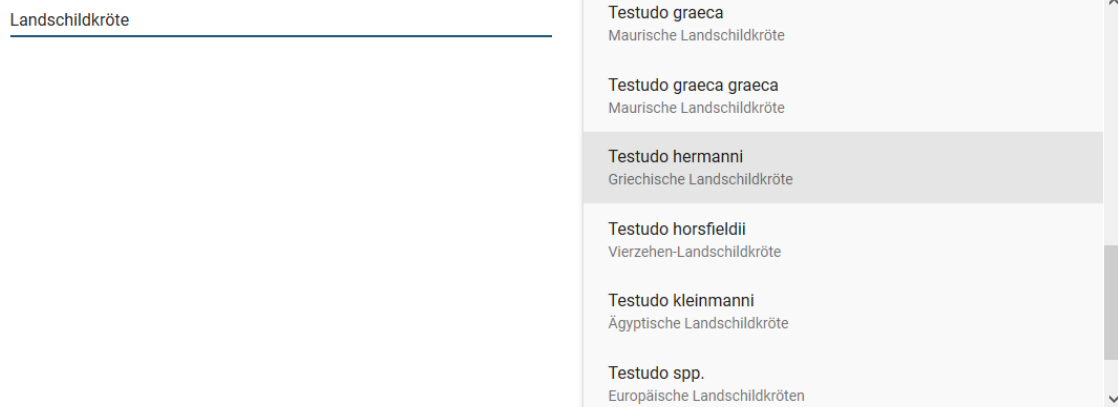 Landschildkröte
Testudo graeca
Maurische Landschildkröte
Testudo graeca graeca
Maurische Landschildkröte
Testudo hermanni
Griechische Landschildkröte
Testudo horsfieldii
Vierzehen-Landschildkröte
Testudo kleinmanni
Ägyptische Landschildkröte
Testudo spp.
Europäische Landschildkröten